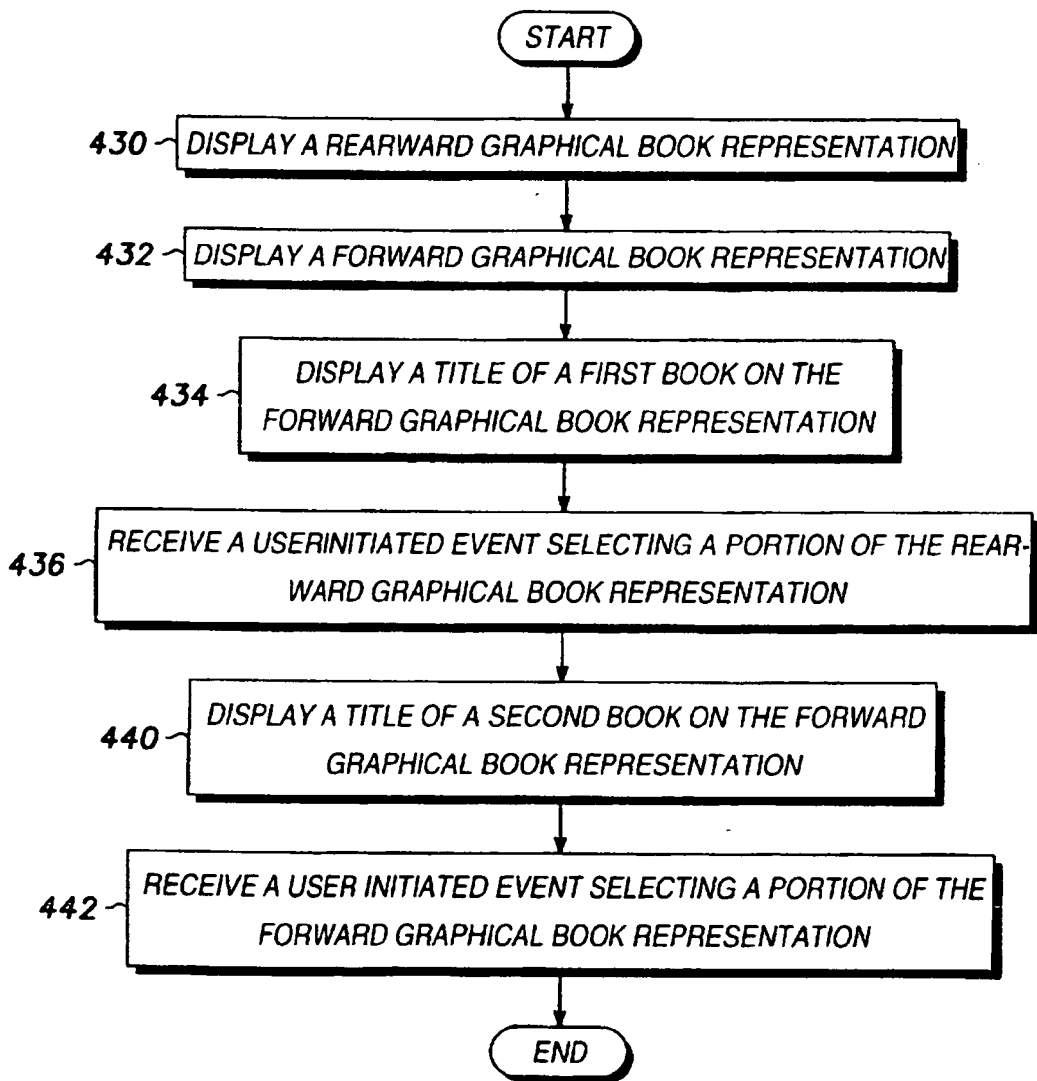 START
430 DISPLAY A REARWARD GRAPHICAL BOOK REPRESENTATION
432 DISPLAY A FORWARD GRAPHICAL BOOK REPRESENTATION
DISPLAY A TITLE OF A FIRST BOOK ON THE
434
FORWARD GRAPHICAL BOOK REPRESENTATION
RECEIVE A USERINITIATED EVENT SELECTING A PORTION OF THE REAR-
436
WARD GRAPHICAL BOOK REPRESENTATION
DISPLAY A TITLE OF A SECOND BOOK ON THE FORWARD
440
GRAPHICAL BOOK REPRESENTATION
RECEIVE A USER INITIATED EVENT SELECTING A PORTION OF THE
442
FORWARD GRAPHICAL BOOK REPRESENTATION
END